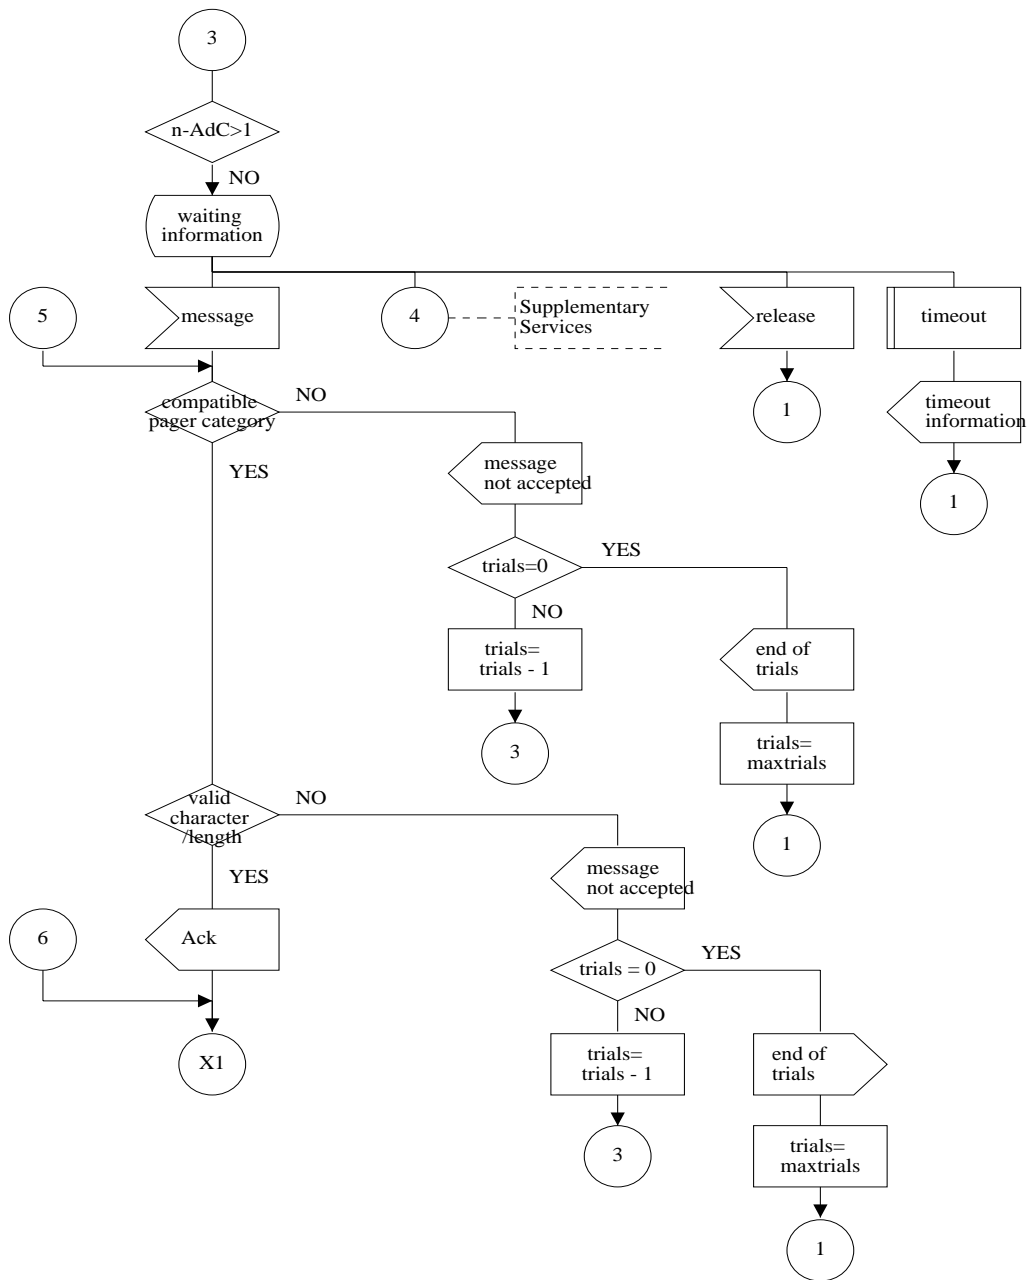 3
n-AdC>1
NO
waiting
information
5
message
4
Supplementary
Services
release
timeout
compatible
pager category
NO
YES
1
timeout
information
message
not accepted
1
trials=0
YES
NO
trials=
trials - 1
end of
trials
3
trials=
maxtrials
valid
character
/length
NO
YES
1
message
not accepted
6
Ack
trials = 0
YES
NO
X1
trials=
trials - 1
end of
trials
3
trials=
maxtrials
1